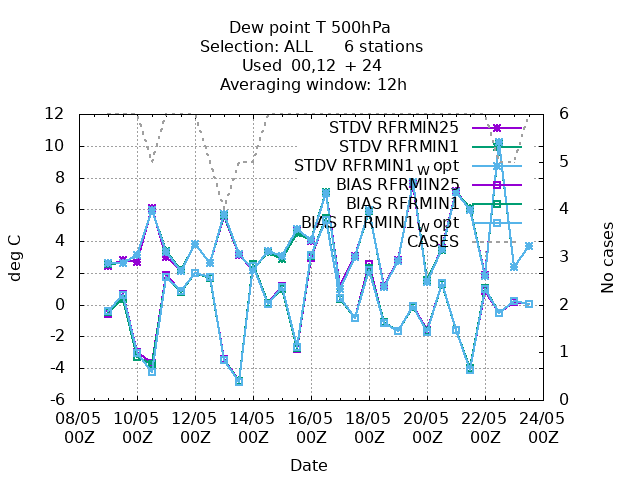 Dew point T 500hPa
Selection: ALL 6 stations
Used 00,12 + 24
Averaging window: 12h
STDV RFRMIN25
STDV RFRMIN1
STDV RFRMIN1_w opt
BIAS RFRMIN25
BIAS RFRMIN1
BIAS RFRMIN1_w opt
CASES
deg C
12
10
8
6
4
2
0
-2
-4
-6
No cases
6
5
4
3
2
1
0
08/05 10/05 12/05 14/05 16/05 18/05 20/05 22/05 24/05
00Z 00Z 00Z 00Z 00Z 00Z 00Z 00Z 00Z
Date